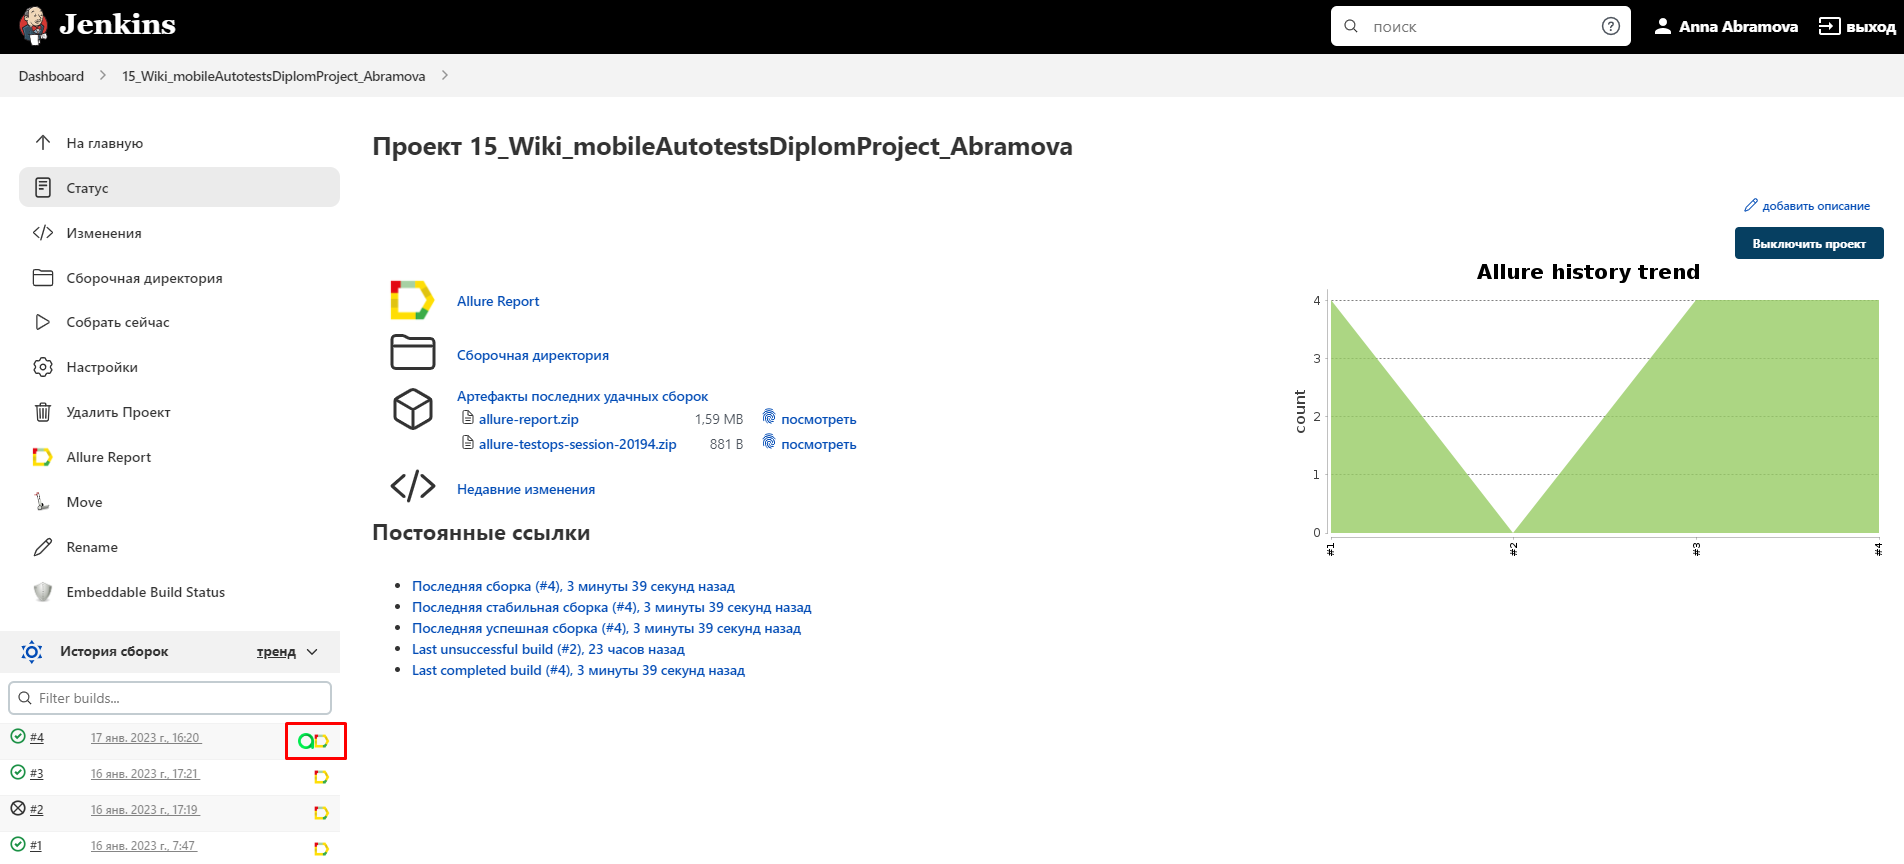 Jenkins
поиск
Anna Abramova
выход
Dashboard
15_Wiki_mobileAutotestsDiplomProject_Abramova
На главную
Статус
Изменения
Сборочная директория
Собрать сейчас
Настройки
Удалить Проект
Allure Report
Move
Rename
Embeddable Build Status
История сборок
тренд
Filter builds...
#4 17 янв. 2023 г., 16:20
#3 16 янв. 2023 г., 17:21
#2 16 янв. 2023 г., 17:19
#1 16 янв. 2023 г., 7:47
Проект 15_Wiki_mobileAutotestsDiplomProject_Abramova
добавить описание
Выключить проект
Allure Report
Сборочная директория
Артефакты последних удачных сборок
allure-report.zip 1,59 MB посмотреть
allure-testops-session-20194.zip 881 B посмотреть
Недавние изменения
Постоянные ссылки
Последняя сборка (#4), 3 минуты 39 секунд назад
Последняя стабильная сборка (#4), 3 минуты 39 секунд назад
Последняя успешная сборка (#4), 3 минуты 39 секунд назад
Last unsuccessful build (#2), 23 часов назад
Last completed build (#4), 3 минуты 39 секунд назад
Allure history trend
count
4
3
2
1
0
#1 #2 #3 #4